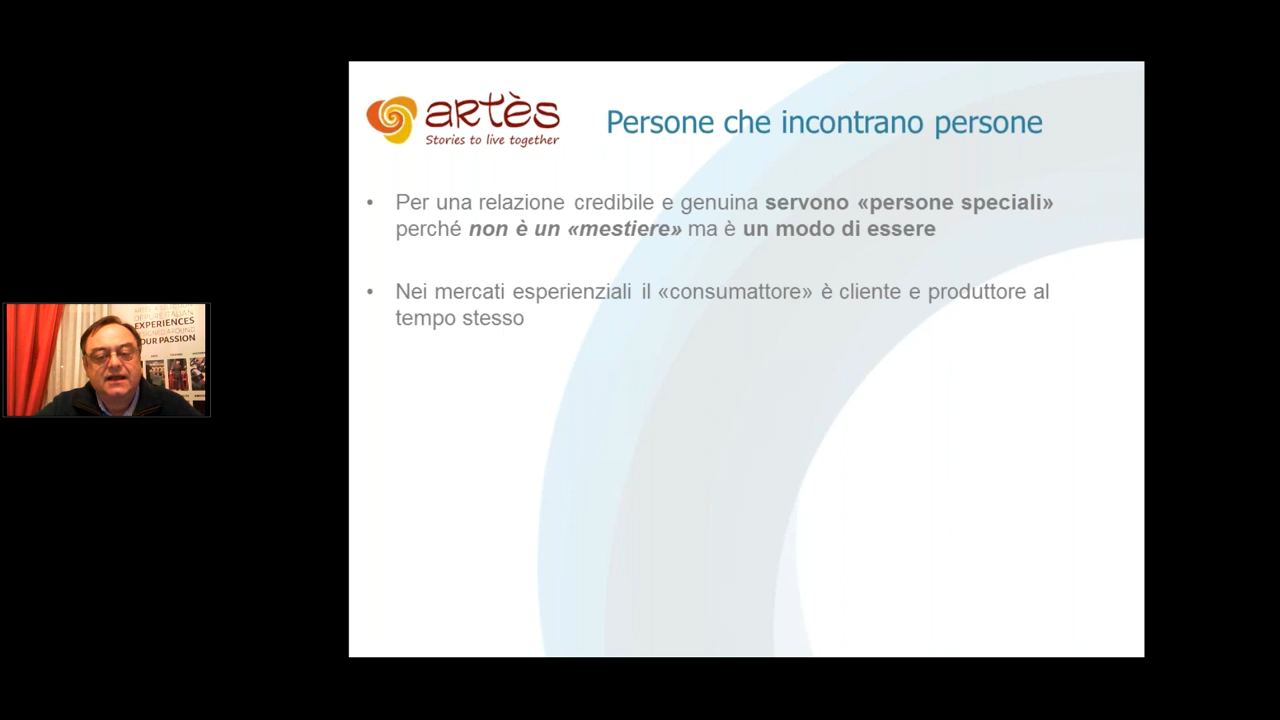 artès
Stories to live together
Persone che incontrano persone
• Per una relazione credibile e genuina servono «persone speciali»
perché non è un «mestiere» ma è un modo di essere
• Nei mercati esperienziali il «consumattore» è cliente e produttore al
tempo stesso
EXPERIENCES
OUR PASSION